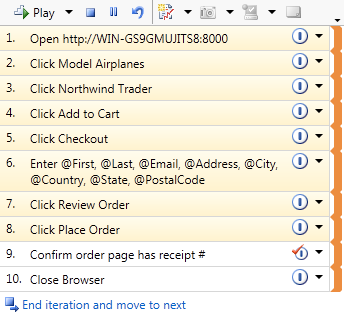 Play
1. Open http://WIN-GS9GMUJITS8:8000
2. Click Model Airplanes
3. Click Northwind Trader
4. Click Add to Cart
5. Click Checkout
6. Enter @First, @Last, @Email, @Address, @City,
@Country, @State, @PostalCode
7. Click Review Order
8. Click Place Order
9. Confirm order page has receipt #
10. Close Browser
End iteration and move to next